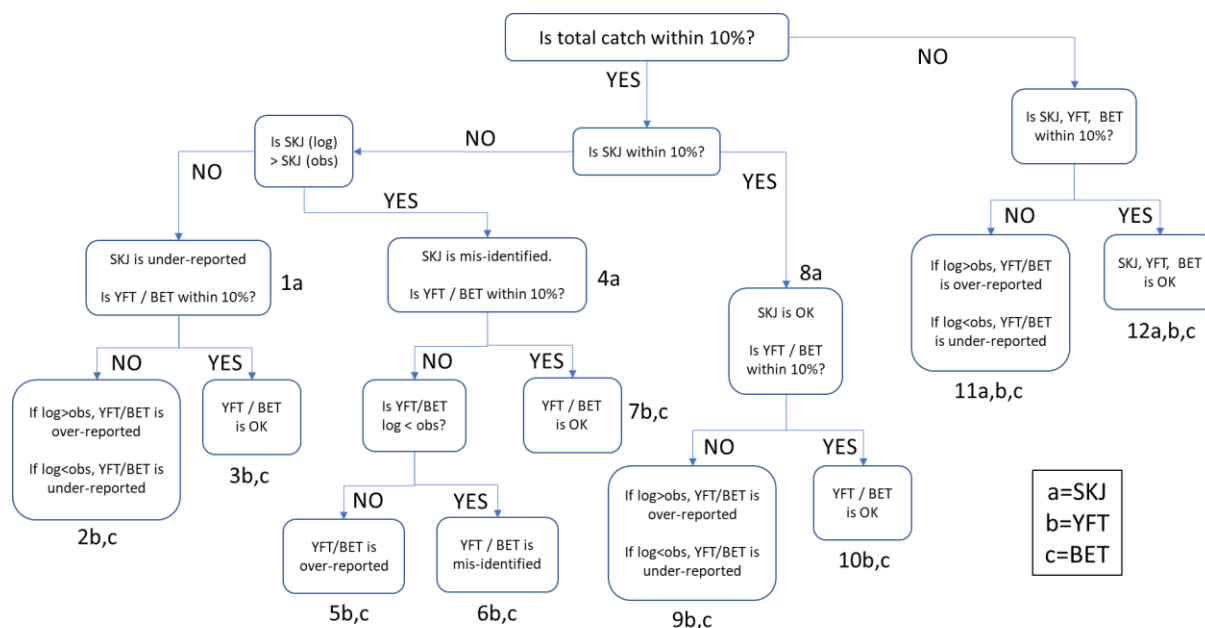 Is total catch within 10%?
YES
NO
Is SKJ (log)
> SKJ (obs)
NO
Is SKJ within 10%?
Is SKJ, YFT, BET
within 10%?
NO
YES
YES
NO
YES
SKJ is under-reported
Is YFT / BET within 10%?
1a
SKJ is mis-identified.
Is YFT / BET within 10%?
4a
8a
SKJ is OK
Is YFT / BET
within 10%?
If log>obs, YFT/BET
is over-reported
If log<obs, YFT/BET
is under-reported
11a,b,c
SKJ, YFT, BET
is OK
12a,b,c
NO
YES
NO
YES
If log>obs, YFT/BET is
over-reported
If log<obs, YFT/BET is
under-reported
2b,c
YFT / BET
is OK
3b,c
Is YFT/BET
log < obs?
YFT / BET
is OK
7b,c
NO
YES
NO
YES
YFT/BET is
over-reported
5b,c
YFT / BET is
mis-identified
6b,c
If log>obs, YFT/BET is
over-reported
If log<obs, YFT/BET is
under-reported
9b,c
YFT / BET
is OK
10b,c
a=SKJ
b=YFT
c=BET